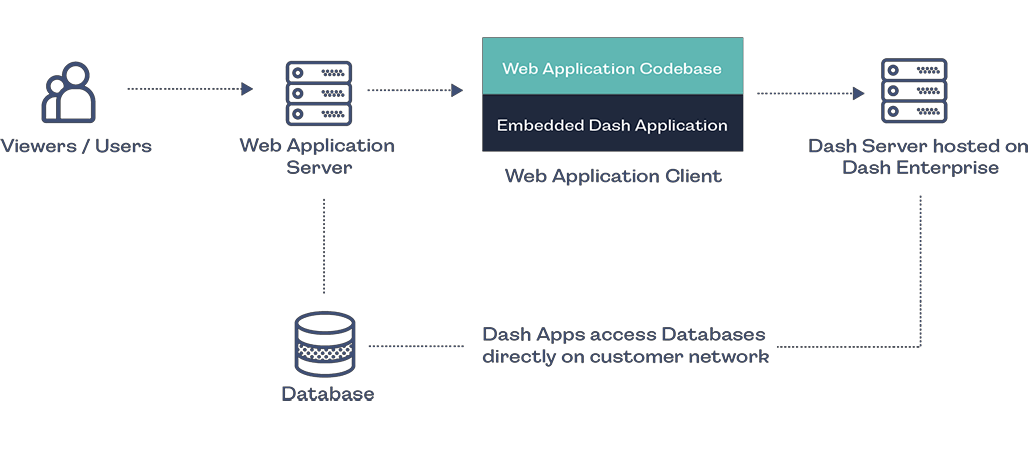 Web Application Codebase
Embedded Dash Application
Viewers / Users
Web Application
Server
Web Application Client
Dash Server hosted on
Dash Enterprise
Dash Apps access Databases
directly on customer network
Database